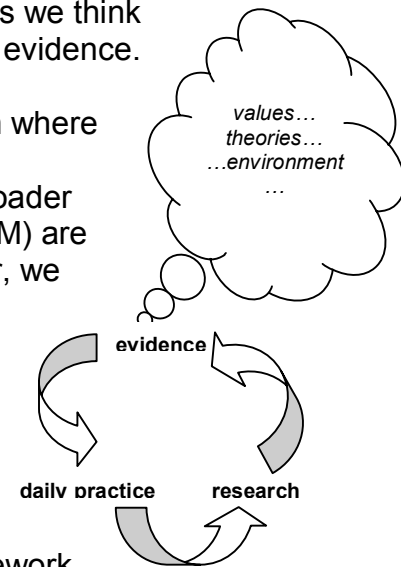 s we think
evidence.
where
oader
M) are
r, we
values…
theories…
…environment
…
evidence
daily practice
research
ework